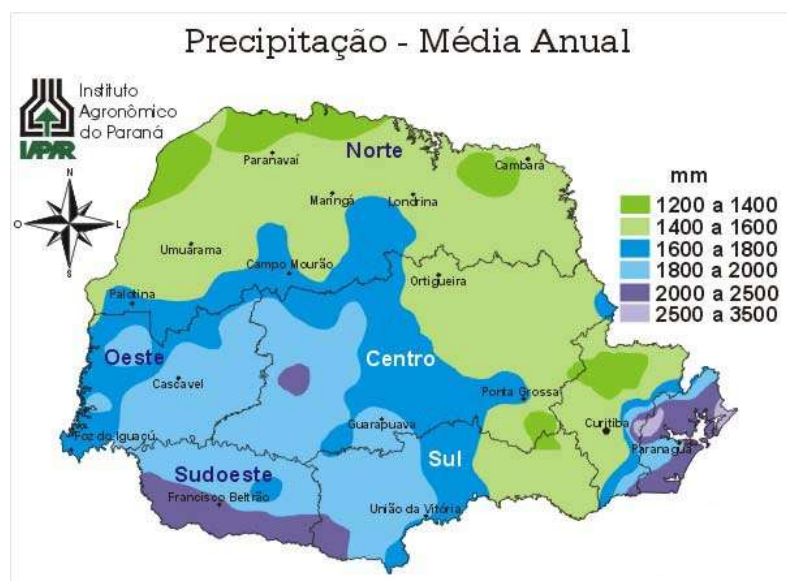 Precipitação - Média Anual
Instituto
Agronômico
do Paraná
IAPAR
N
O
L
S
mm
1200 a 1400
1400 a 1600
1600 a 1800
1800 a 2000
2000 a 2500
2500 a 3500
Norte
Paranavaí
Cambará
Maringá
Londrina
Umuarama
Campo Mourão
Ortigueira
Palotina
Oeste
Centro
Cascavel
Ponta Grossa
Guarapuava
Curitiba
Foz do Iguaçú
Sul
Paranaguá
Sudoeste
Francisco Beltrão
União da Vitória